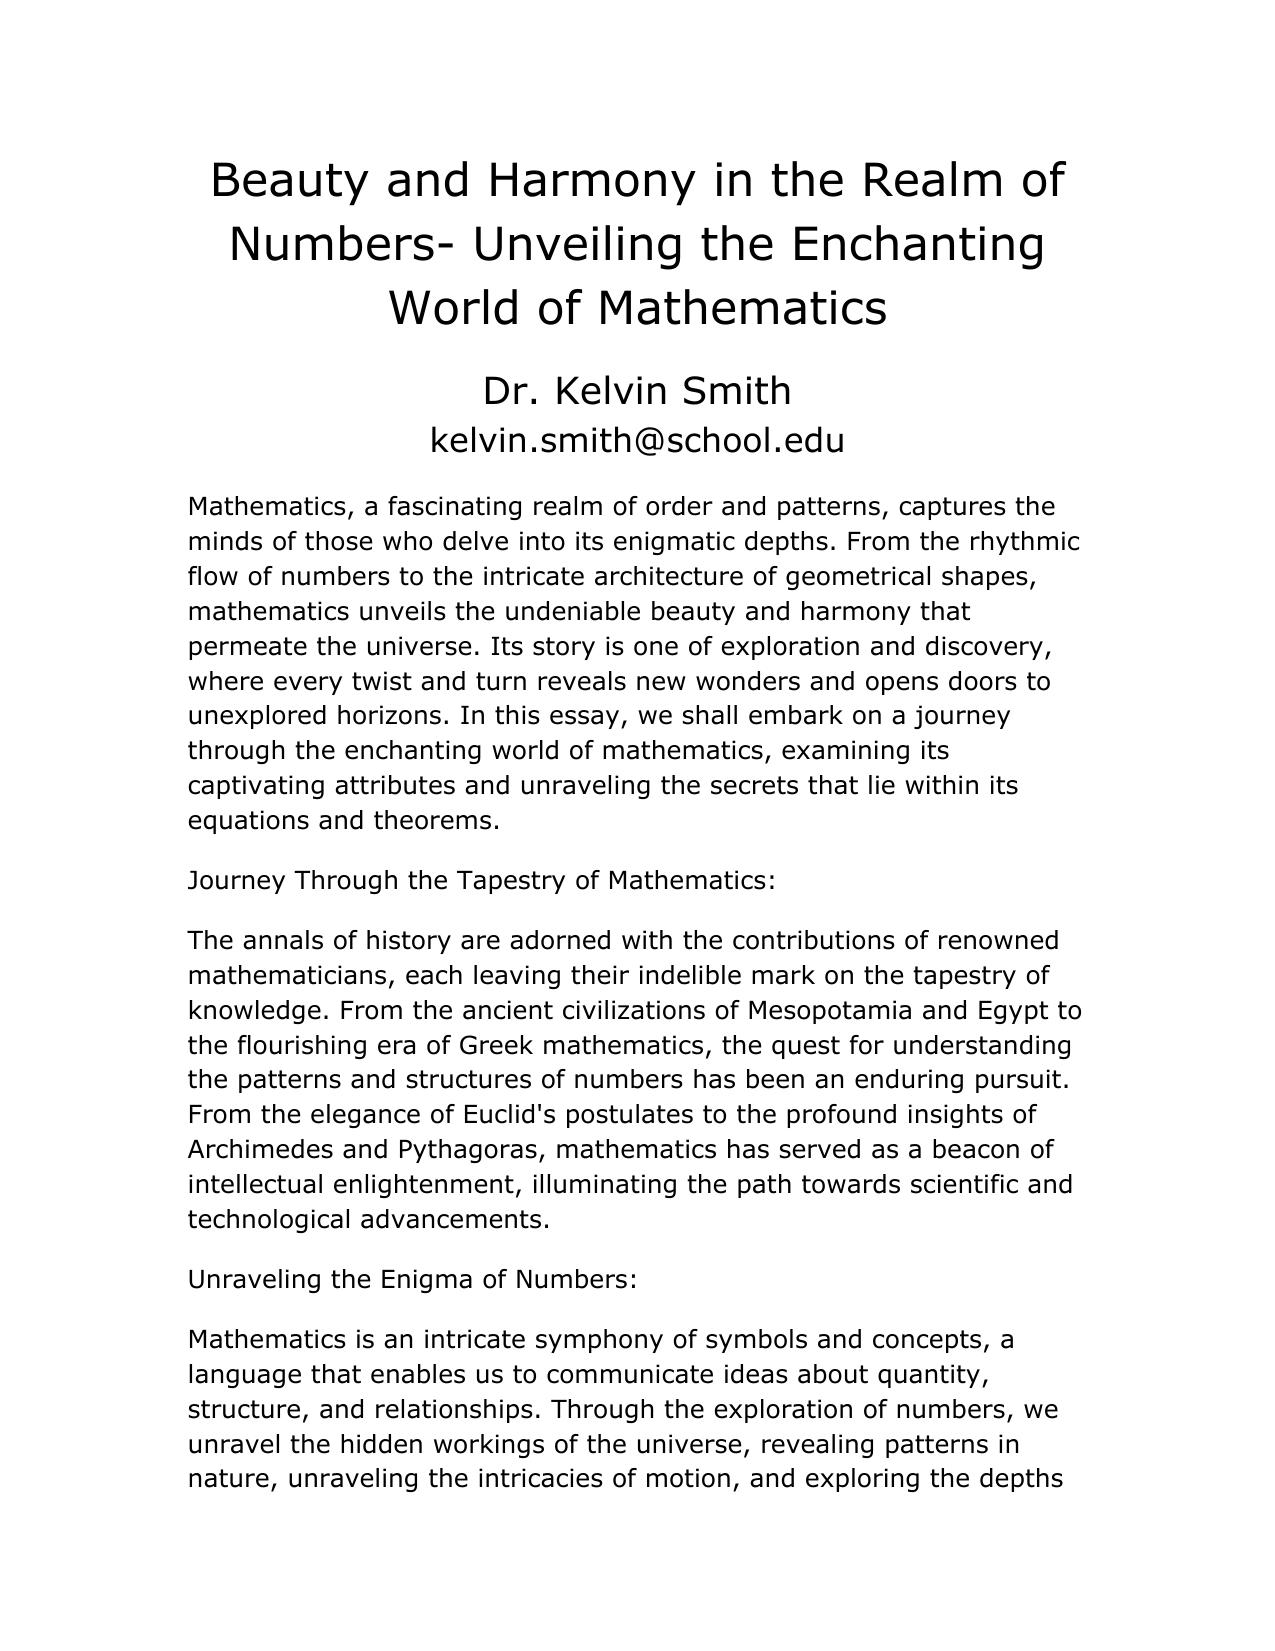 Beauty and Harmony in the Realm of
Numbers- Unveiling the Enchanting
World of Mathematics
Dr. Kelvin Smith
kelvin.smith@school.edu
Mathematics, a fascinating realm of order and patterns, captures the
minds of those who delve into its enigmatic depths. From the rhythmic
flow of numbers to the intricate architecture of geometrical shapes,
mathematics unveils the undeniable beauty and harmony that
permeate the universe. Its story is one of exploration and discovery,
where every twist and turn reveals new wonders and opens doors to
unexplored horizons. In this essay, we shall embark on a journey
through the enchanting world of mathematics, examining its
captivating attributes and unraveling the secrets that lie within its
equations and theorems.
Journey Through the Tapestry of Mathematics:
The annals of history are adorned with the contributions of renowned
mathematicians, each leaving their indelible mark on the tapestry of
knowledge. From the ancient civilizations of Mesopotamia and Egypt to
the flourishing era of Greek mathematics, the quest for understanding
the patterns and structures of numbers has been an enduring pursuit.
From the elegance of Euclid's postulates to the profound insights of
Archimedes and Pythagoras, mathematics has served as a beacon of
intellectual enlightenment, illuminating the path towards scientific and
technological advancements.
Unraveling the Enigma of Numbers:
Mathematics is an intricate symphony of symbols and concepts, a
language that enables us to communicate ideas about quantity,
structure, and relationships. Through the exploration of numbers, we
unravel the hidden workings of the universe, revealing patterns in
nature, unraveling the intricacies of motion, and exploring the depths